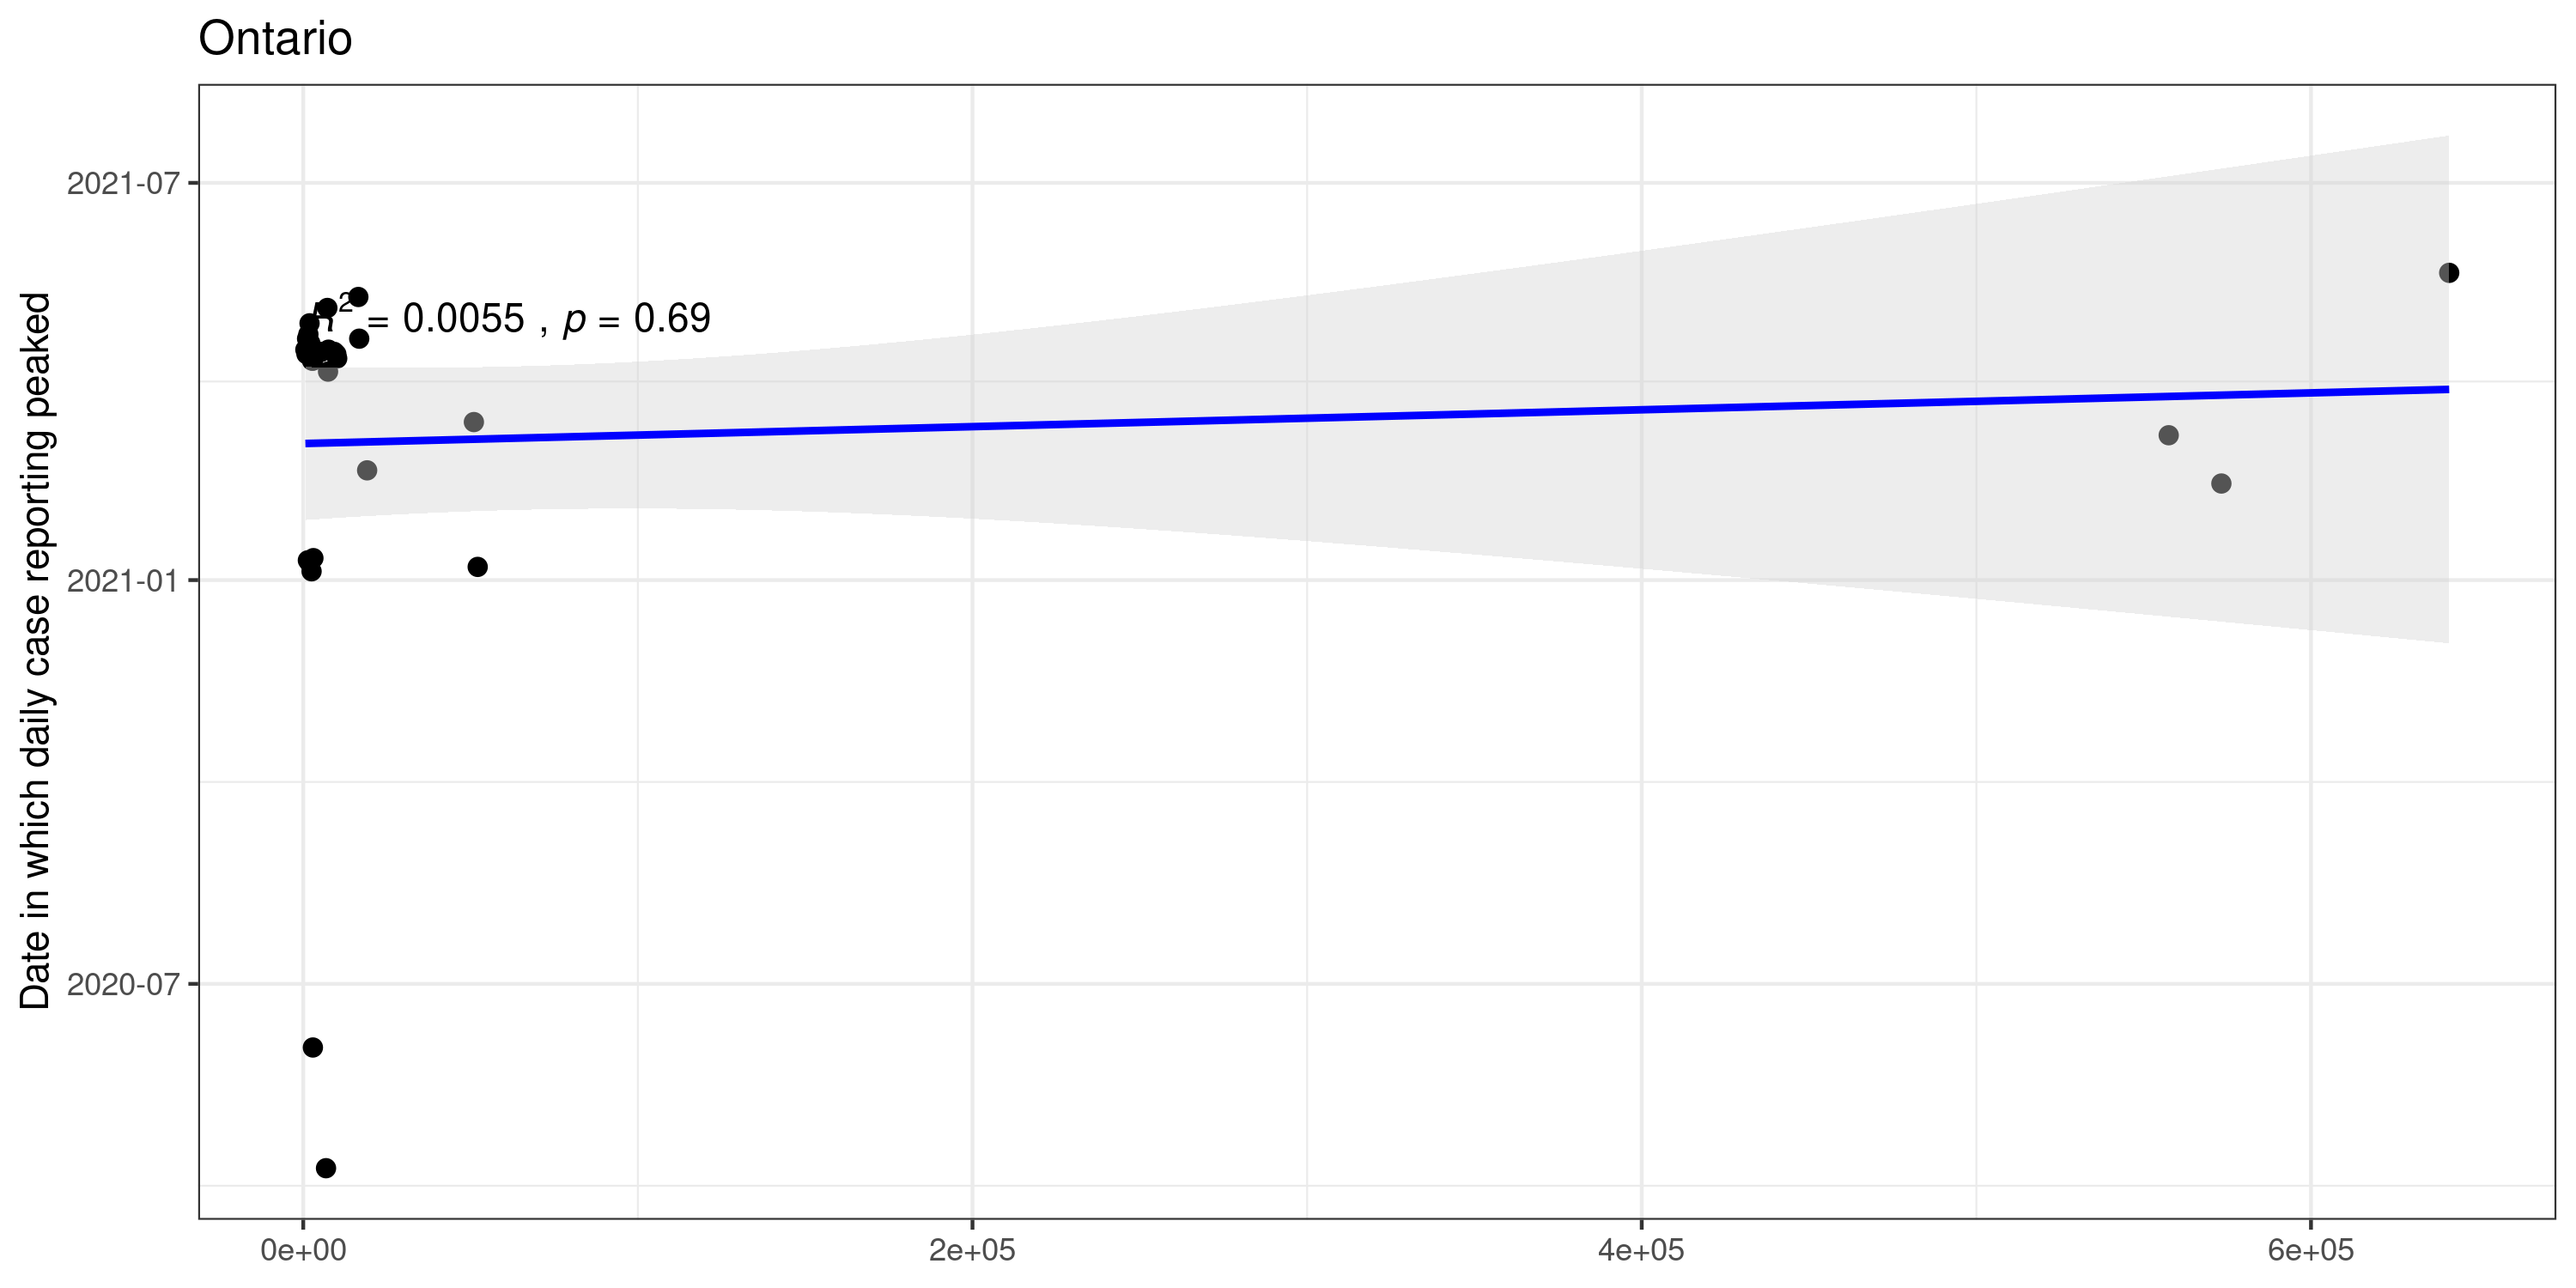 Ontario
Date in which daily case reporting peaked
2021-07
2021-01
2020-07
R² = 0.0055 , p = 0.69
0e+00
2e+05
4e+05
6e+05